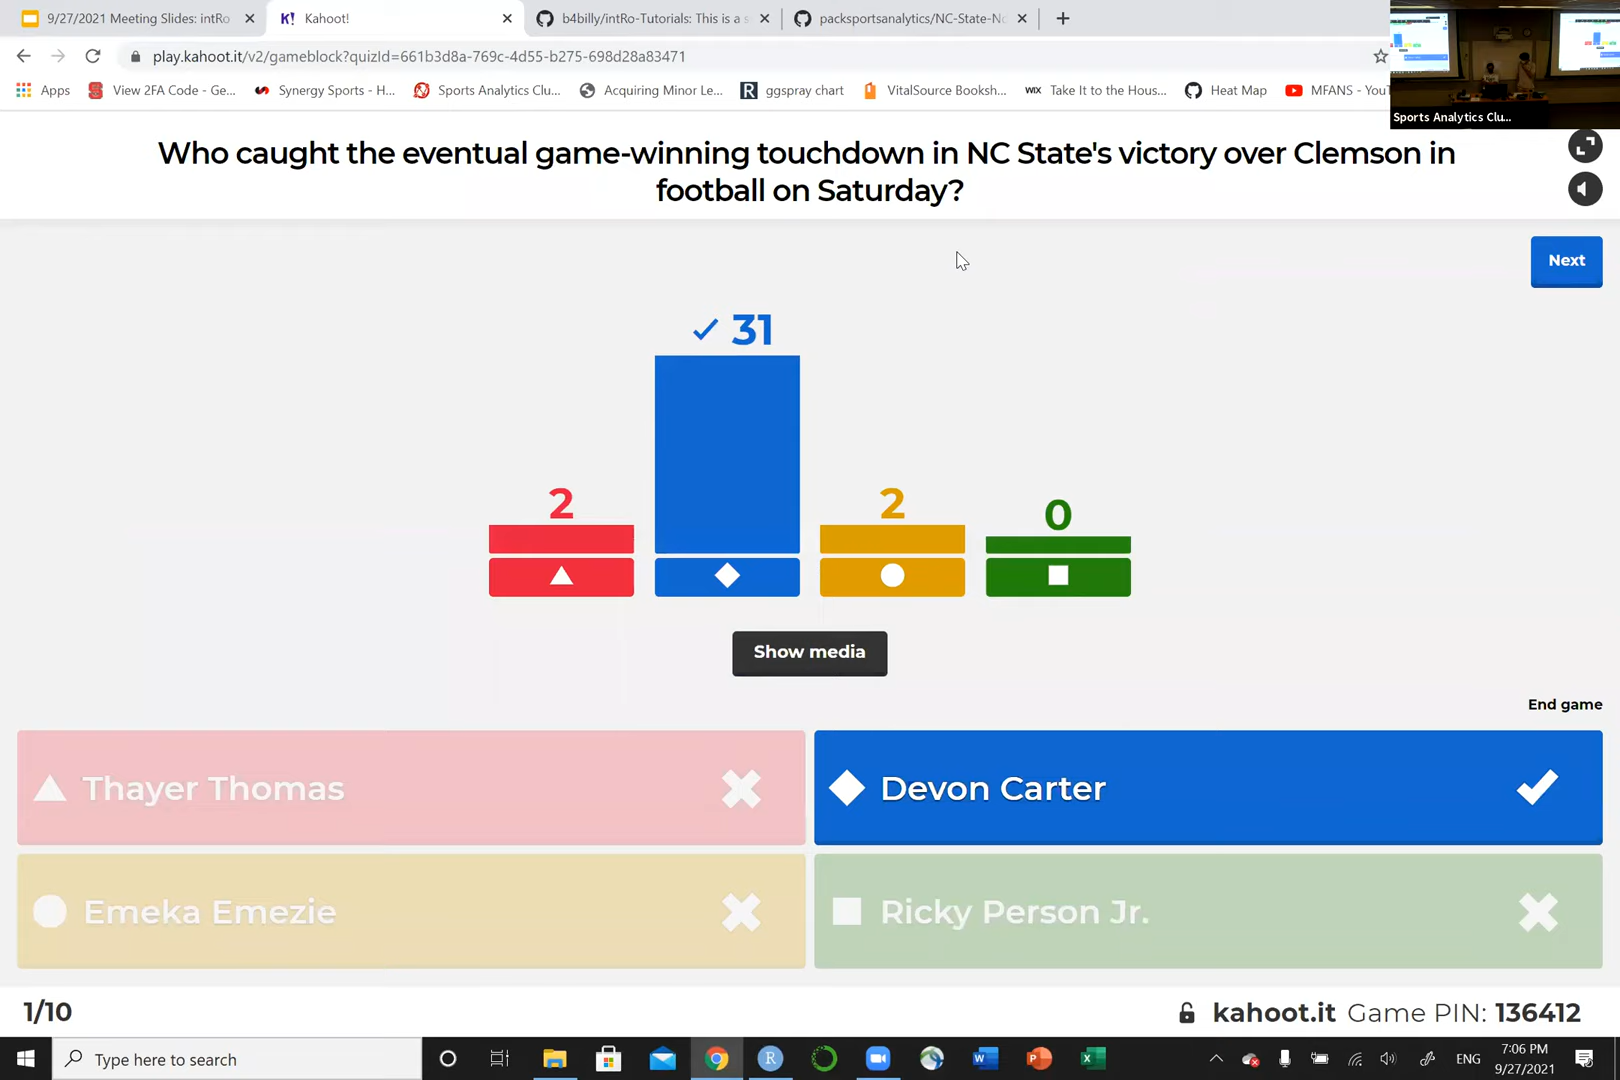 9/27/2021 Meeting Slides: intRo
Kahoot!
b4billy/intRo-Tutorials: This is a s
packsportsanalytics/NC-State-Nc
play.kahoot.it/v2/gameblock?quizId=661b3d8a-769c-4d55-b275-698d28a83471
Apps
View 2FA Code - Ge...
Synergy Sports - H...
Sports Analytics Clu...
Acquiring Minor Le...
ggspray chart
VitalSource Booksh...
WIX Take It to the Hous...
Heat Map
MFANS - YouT
Sports Analytics Clu...
Who caught the eventual game-winning touchdown in NC State's victory over Clemson in
football on Saturday?
Next
31
2
2
0
Show media
End game
Thayer Thomas
Devon Carter
Emeka Emezie
Ricky Person Jr.
1/10
kahoot.it Game PIN: 136412
Type here to search
ENG
7:06 PM
9/27/2021